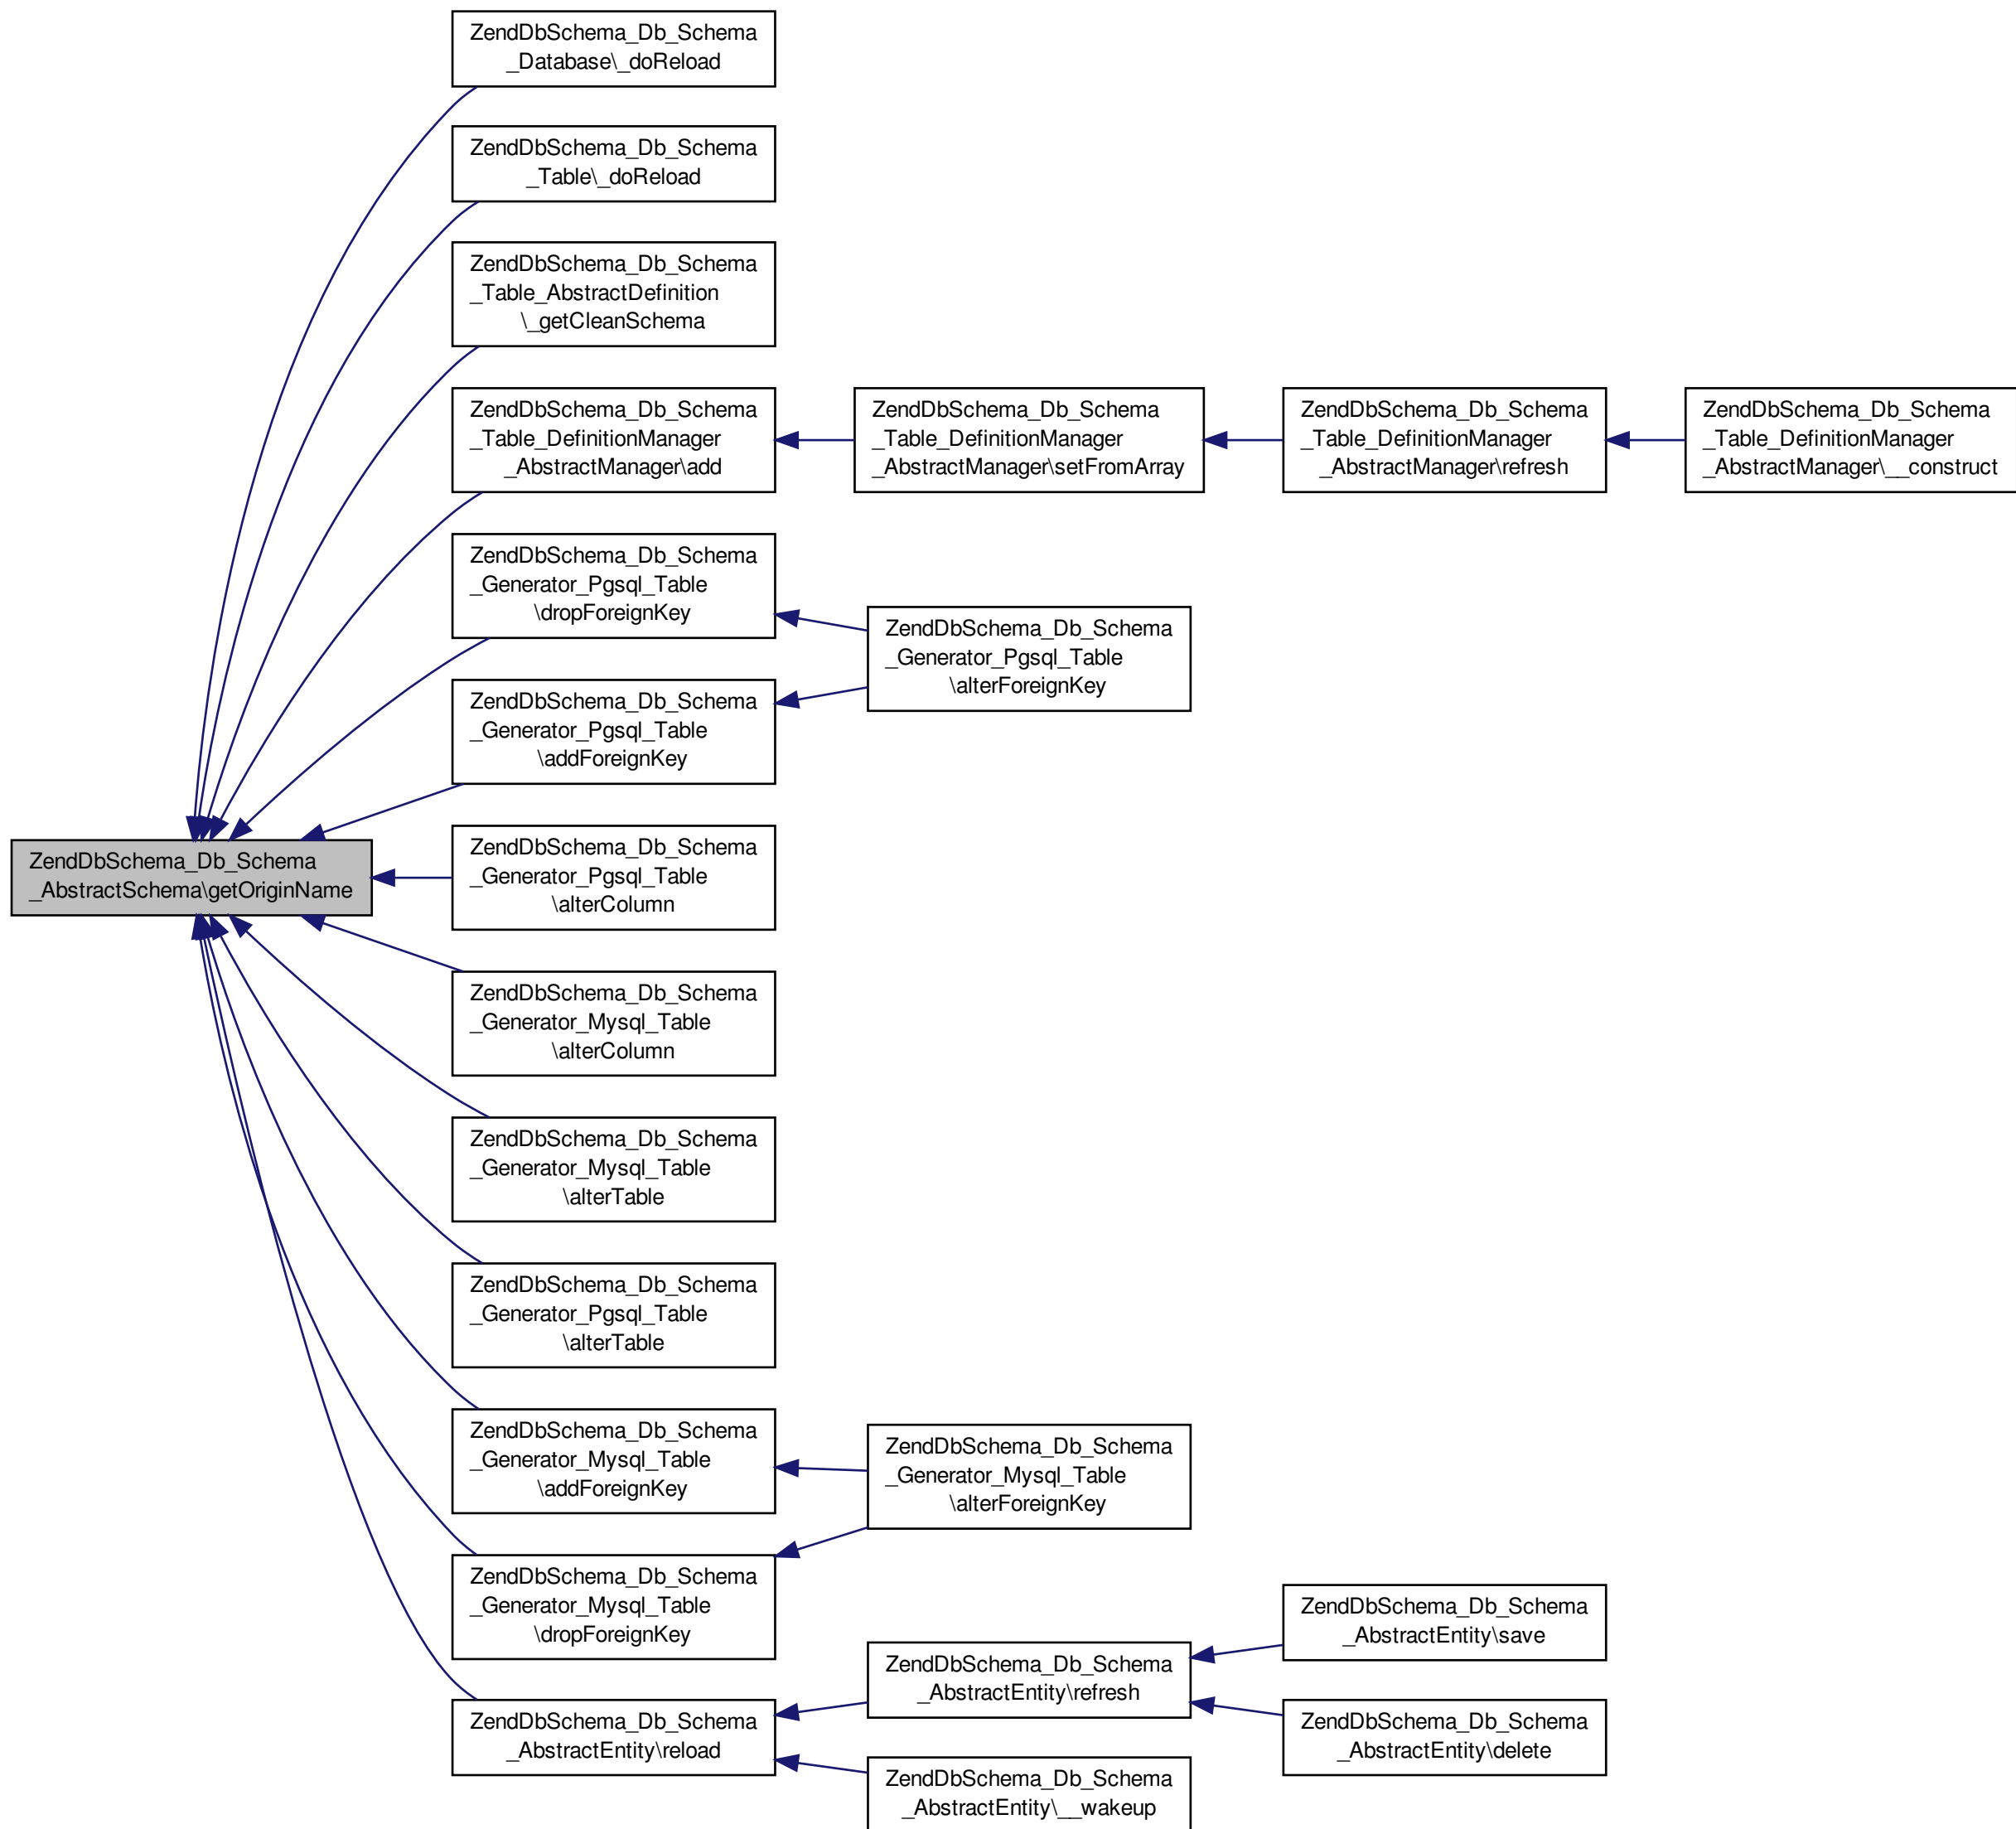 ZendDbSchema_Db_Schema
_Database\_doReload
ZendDbSchema_Db_Schema
_Table\_doReload
ZendDbSchema_Db_Schema
_Table_AbstractDefinition
\_getCleanSchema
ZendDbSchema_Db_Schema
_Table_DefinitionManager
_AbstractManager\add
ZendDbSchema_Db_Schema
_Table_DefinitionManager
_AbstractManager\setFromArray
ZendDbSchema_Db_Schema
_Table_DefinitionManager
_AbstractManager\refresh
ZendDbSchema_Db_Schema
_Table_DefinitionManager
_AbstractManager\__construct
ZendDbSchema_Db_Schema
_Generator_Pgsql_Table
\dropForeignKey
ZendDbSchema_Db_Schema
_Generator_Pgsql_Table
\alterForeignKey
ZendDbSchema_Db_Schema
_Generator_Pgsql_Table
\addForeignKey
ZendDbSchema_Db_Schema
_AbstractSchema\getOriginName
ZendDbSchema_Db_Schema
_Generator_Pgsql_Table
\alterColumn
ZendDbSchema_Db_Schema
_Generator_Mysql_Table
\alterColumn
ZendDbSchema_Db_Schema
_Generator_Mysql_Table
\alterTable
ZendDbSchema_Db_Schema
_Generator_Pgsql_Table
\alterTable
ZendDbSchema_Db_Schema
_Generator_Mysql_Table
\addForeignKey
ZendDbSchema_Db_Schema
_Generator_Mysql_Table
\alterForeignKey
ZendDbSchema_Db_Schema
_Generator_Mysql_Table
\dropForeignKey
ZendDbSchema_Db_Schema
_AbstractEntity\reload
ZendDbSchema_Db_Schema
_AbstractEntity\refresh
ZendDbSchema_Db_Schema
_AbstractEntity\save
ZendDbSchema_Db_Schema
_AbstractEntity\delete
ZendDbSchema_Db_Schema
_AbstractEntity\__wakeup